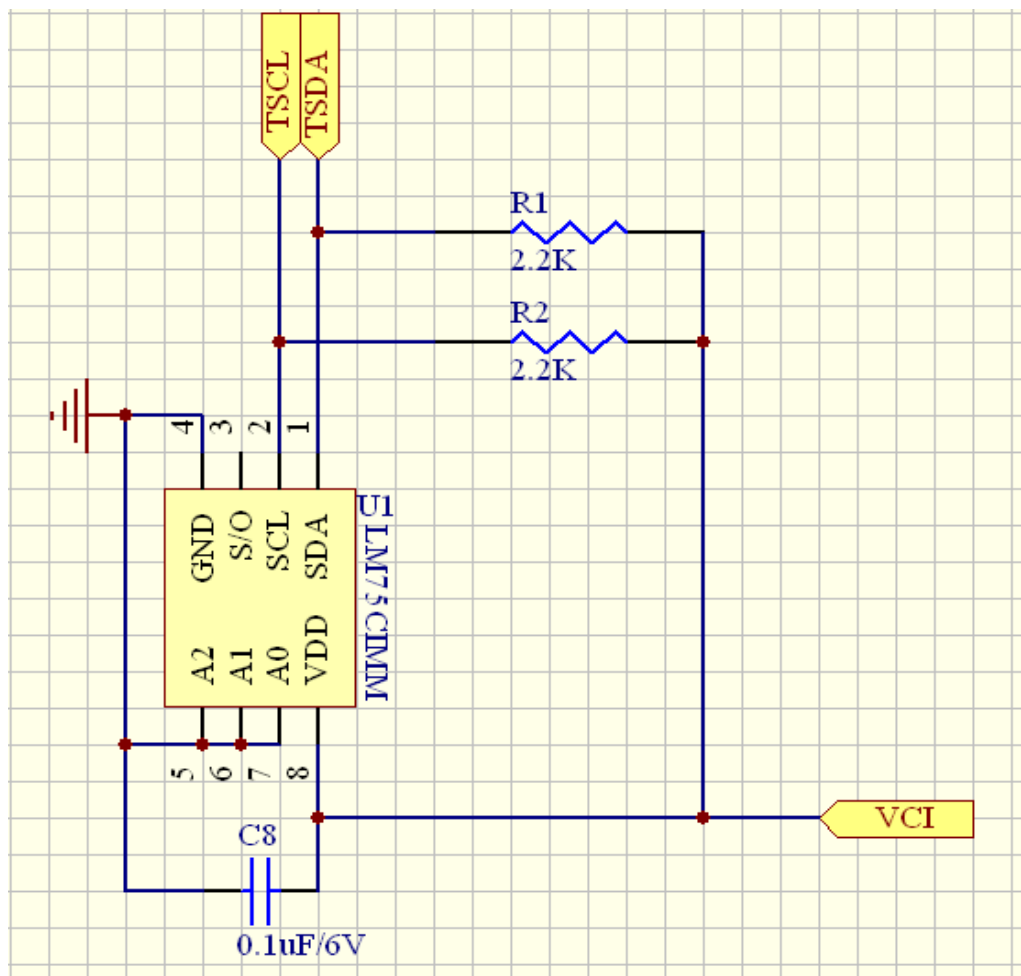 TSCL
TSDA
R1
2.2K
R2
2.2K
4
3
2
1
U1
LM75CIMM
GND
S/O
SCL
SDA
A2
A1
A0
VDD
5
6
7
8
VCI
C8
0.1uF/6V